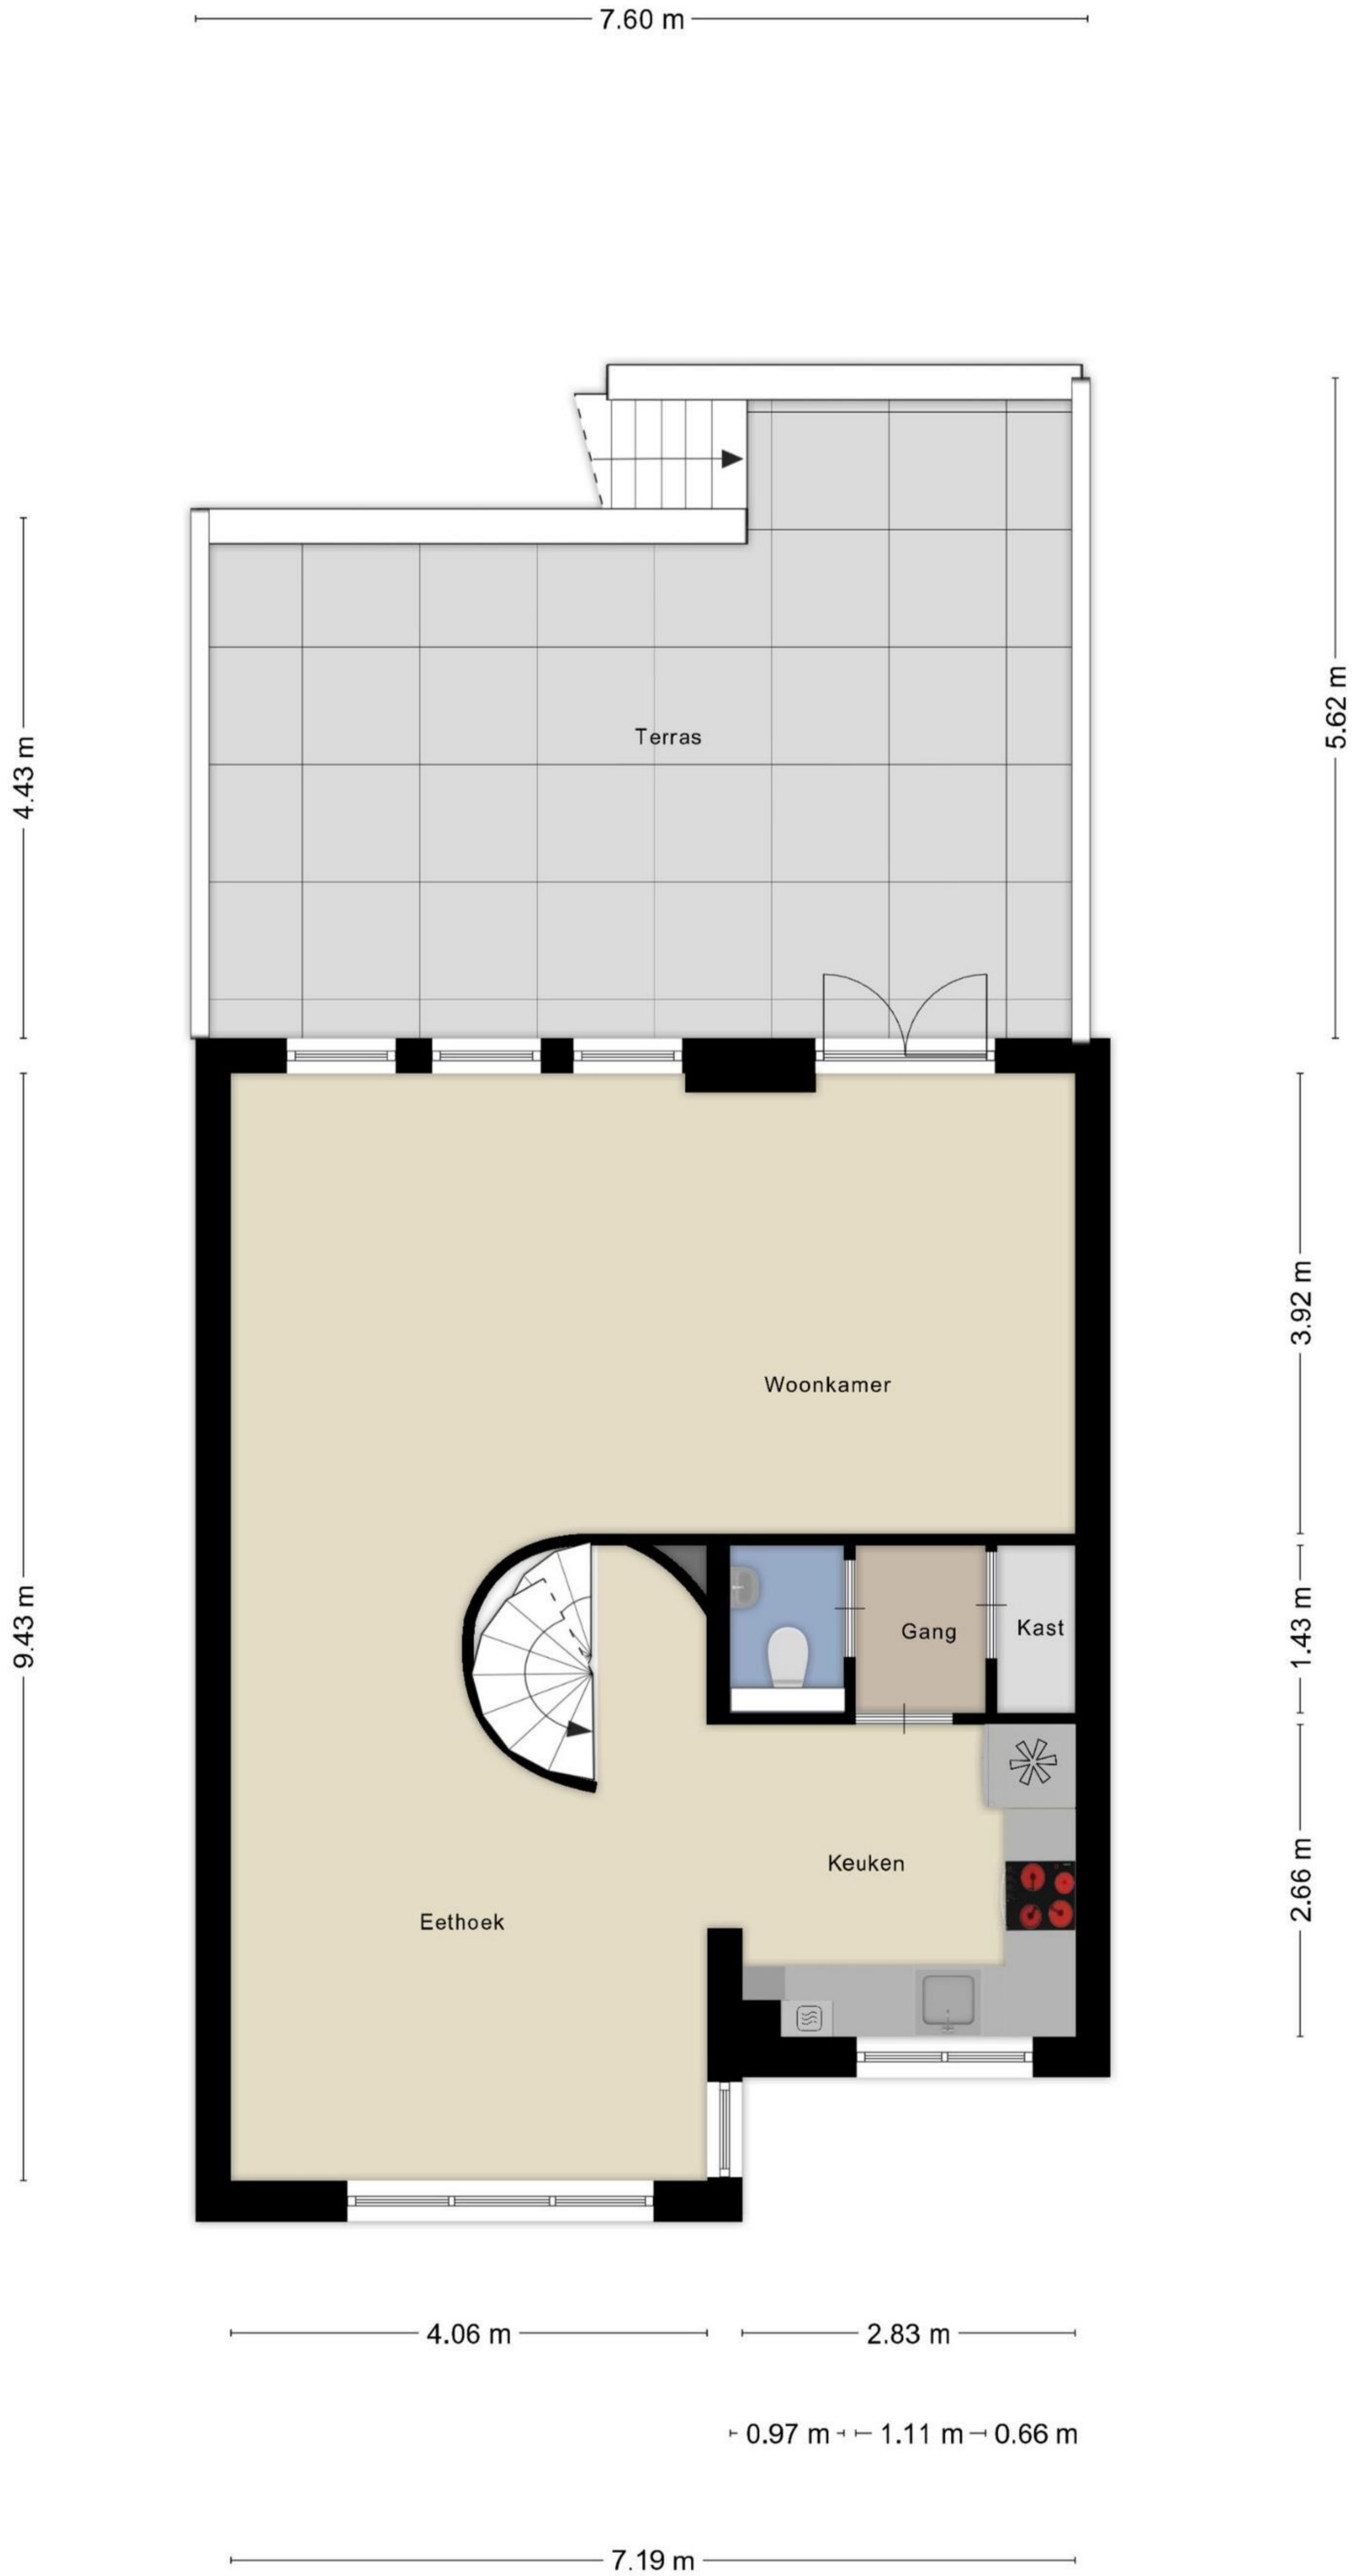 7.60 m
5.62 m
4.43 m
Terras
3.92 m
Woonkamer
9.43 m
1.43 m
Gang
Kast
2.66 m
Keuken
Eethoek
4.06 m
2.83 m
0.97 m
1.11 m
0.66 m
7.19 m